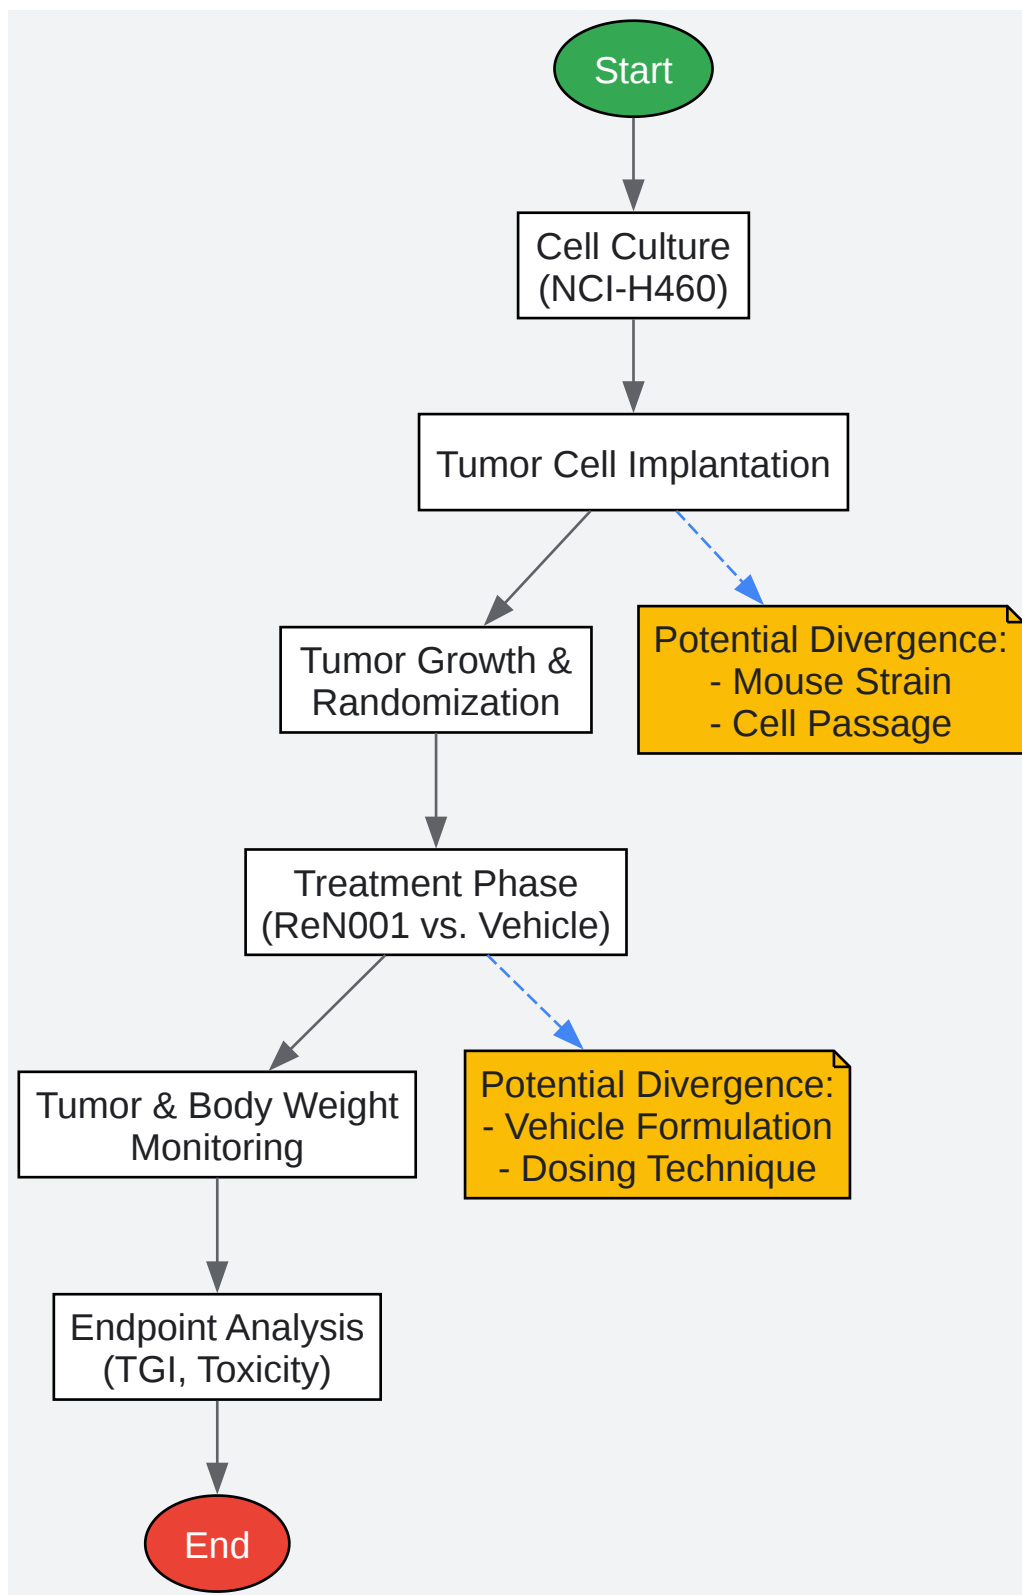 Start
Cell Culture
(NCI-H460)
Tumor Cell Implantation
Tumor Growth &
Randomization
Potential Divergence:
- Mouse Strain
- Cell Passage
Treatment Phase
(ReN001 vs. Vehicle)
Tumor & Body Weight
Monitoring
Potential Divergence:
- Vehicle Formulation
- Dosing Technique
Endpoint Analysis
(TGI, Toxicity)
End